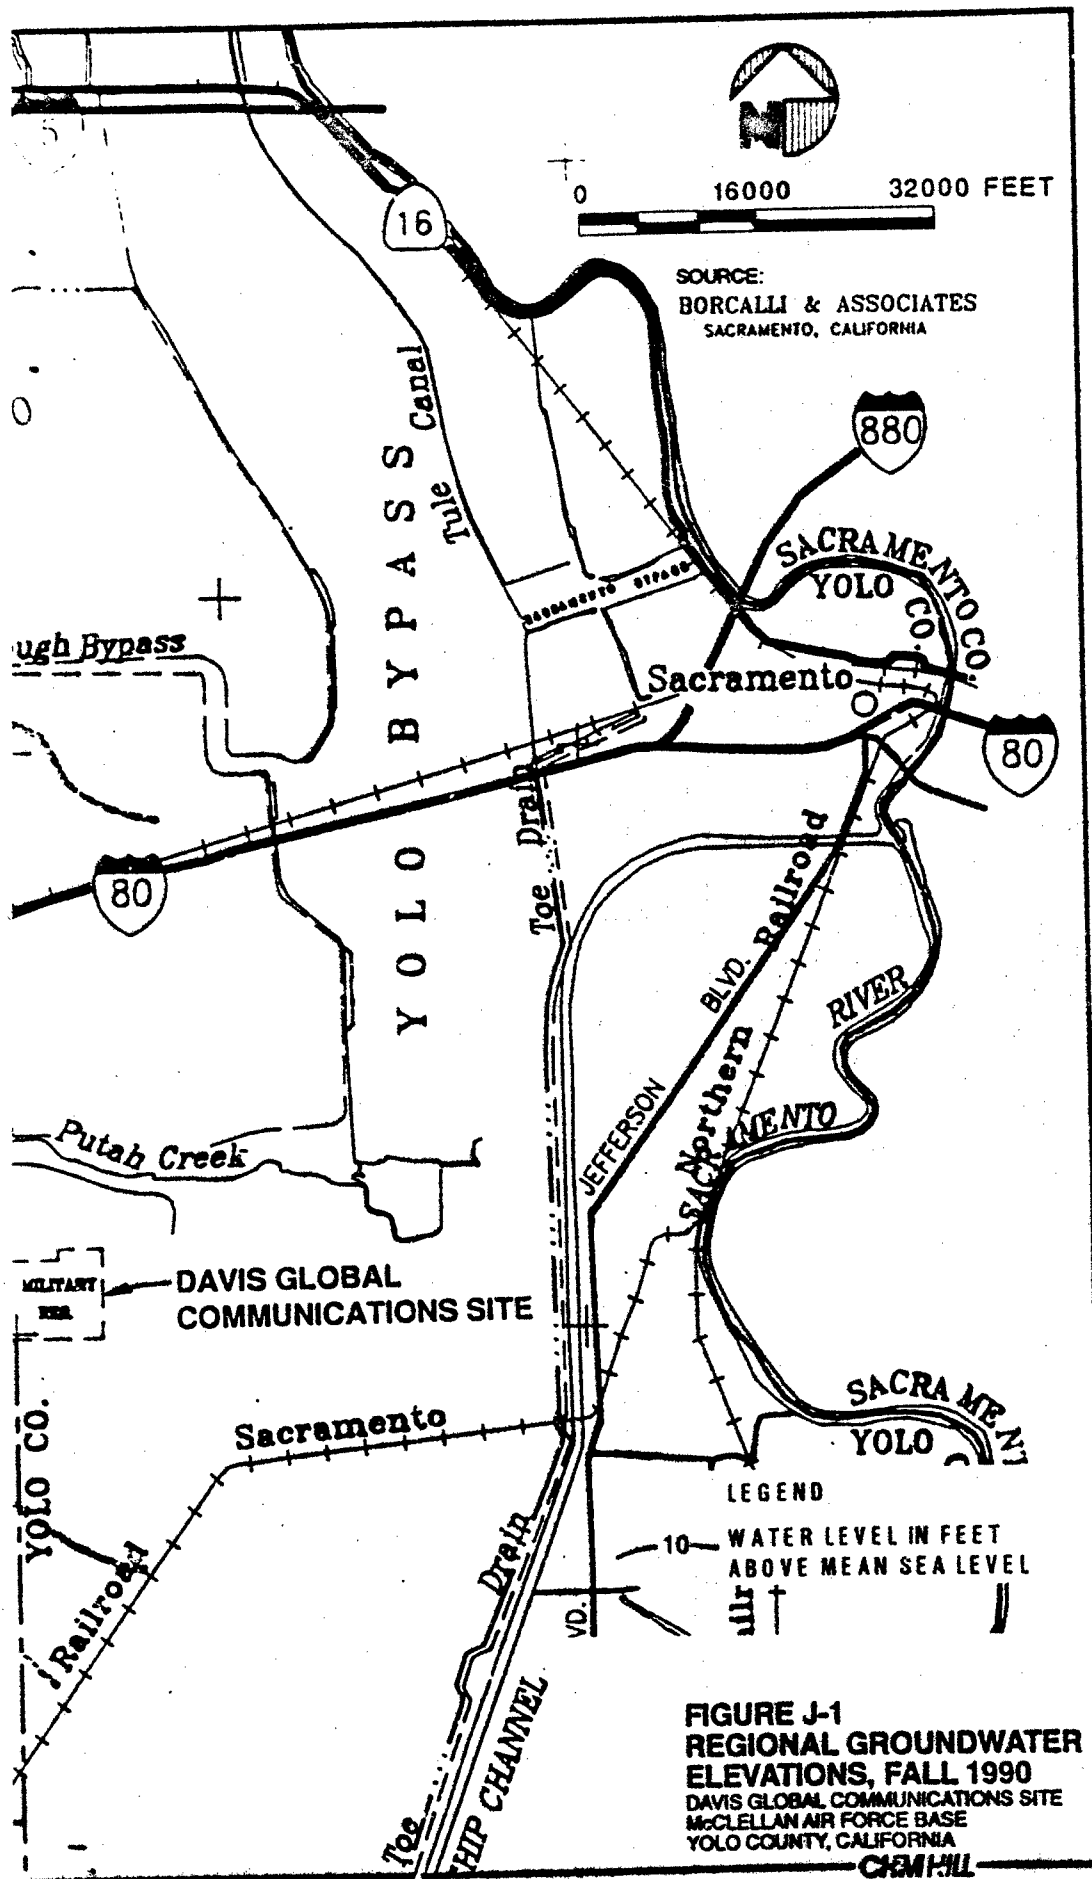 5
N
0 16000 32000 FEET
16
SOURCE:
BORCALLI & ASSOCIATES
SACRAMENTO, CALIFORNIA
Tule Canal
880
YOLO BYPASS
SACRAMENTO CO.
YOLO CO.
SACRAMENTO BYPASS
ugh Bypass
Sacramento
80
80
Toe Drain
Railroad
BLVD.
RIVER
Northern
JEFFERSON
SACRAMENTO
Putah Creek
MILITARY
RES.
DAVIS GLOBAL
COMMUNICATIONS SITE
SACRAMENT
YOLO C
YOLO CO.
Sacramento
Railroad
LEGEND
10 WATER LEVEL IN FEET
ABOVE MEAN SEA LEVEL
Drain
VD.
ailr
Toe
SHIP CHANNEL
FIGURE J-1
REGIONAL GROUNDWATER
ELEVATIONS, FALL 1990
DAVIS GLOBAL COMMUNICATIONS SITE
McCLELLAN AIR FORCE BASE
YOLO COUNTY, CALIFORNIA
CH2M HILL